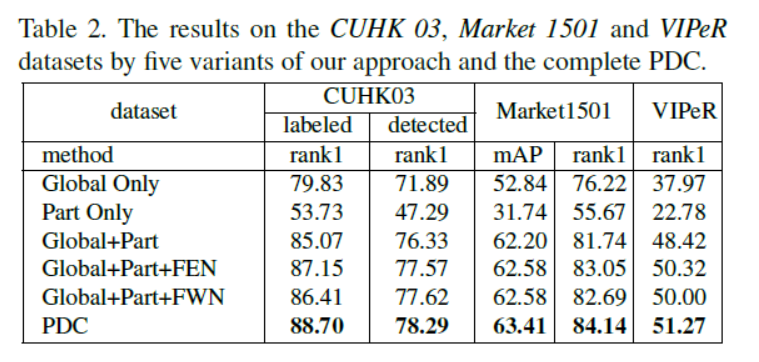 Table 2. The results on the CUHK 03, Market 1501 and VIPeR
datasets by five variants of our approach and the complete PDC.
dataset CUHK03 Market1501 VIPeR
labeled detected
method rank1 rank1 mAP rank1 rank1
Global Only 79.83 71.89 52.84 76.22 37.97
Part Only 53.73 47.29 31.74 55.67 22.78
Global+Part 85.07 76.33 62.20 81.74 48.42
Global+Part+FEN 87.15 77.57 62.58 83.05 50.32
Global+Part+FWN 86.41 77.62 62.58 82.69 50.00
PDC 88.70 78.29 63.41 84.14 51.27